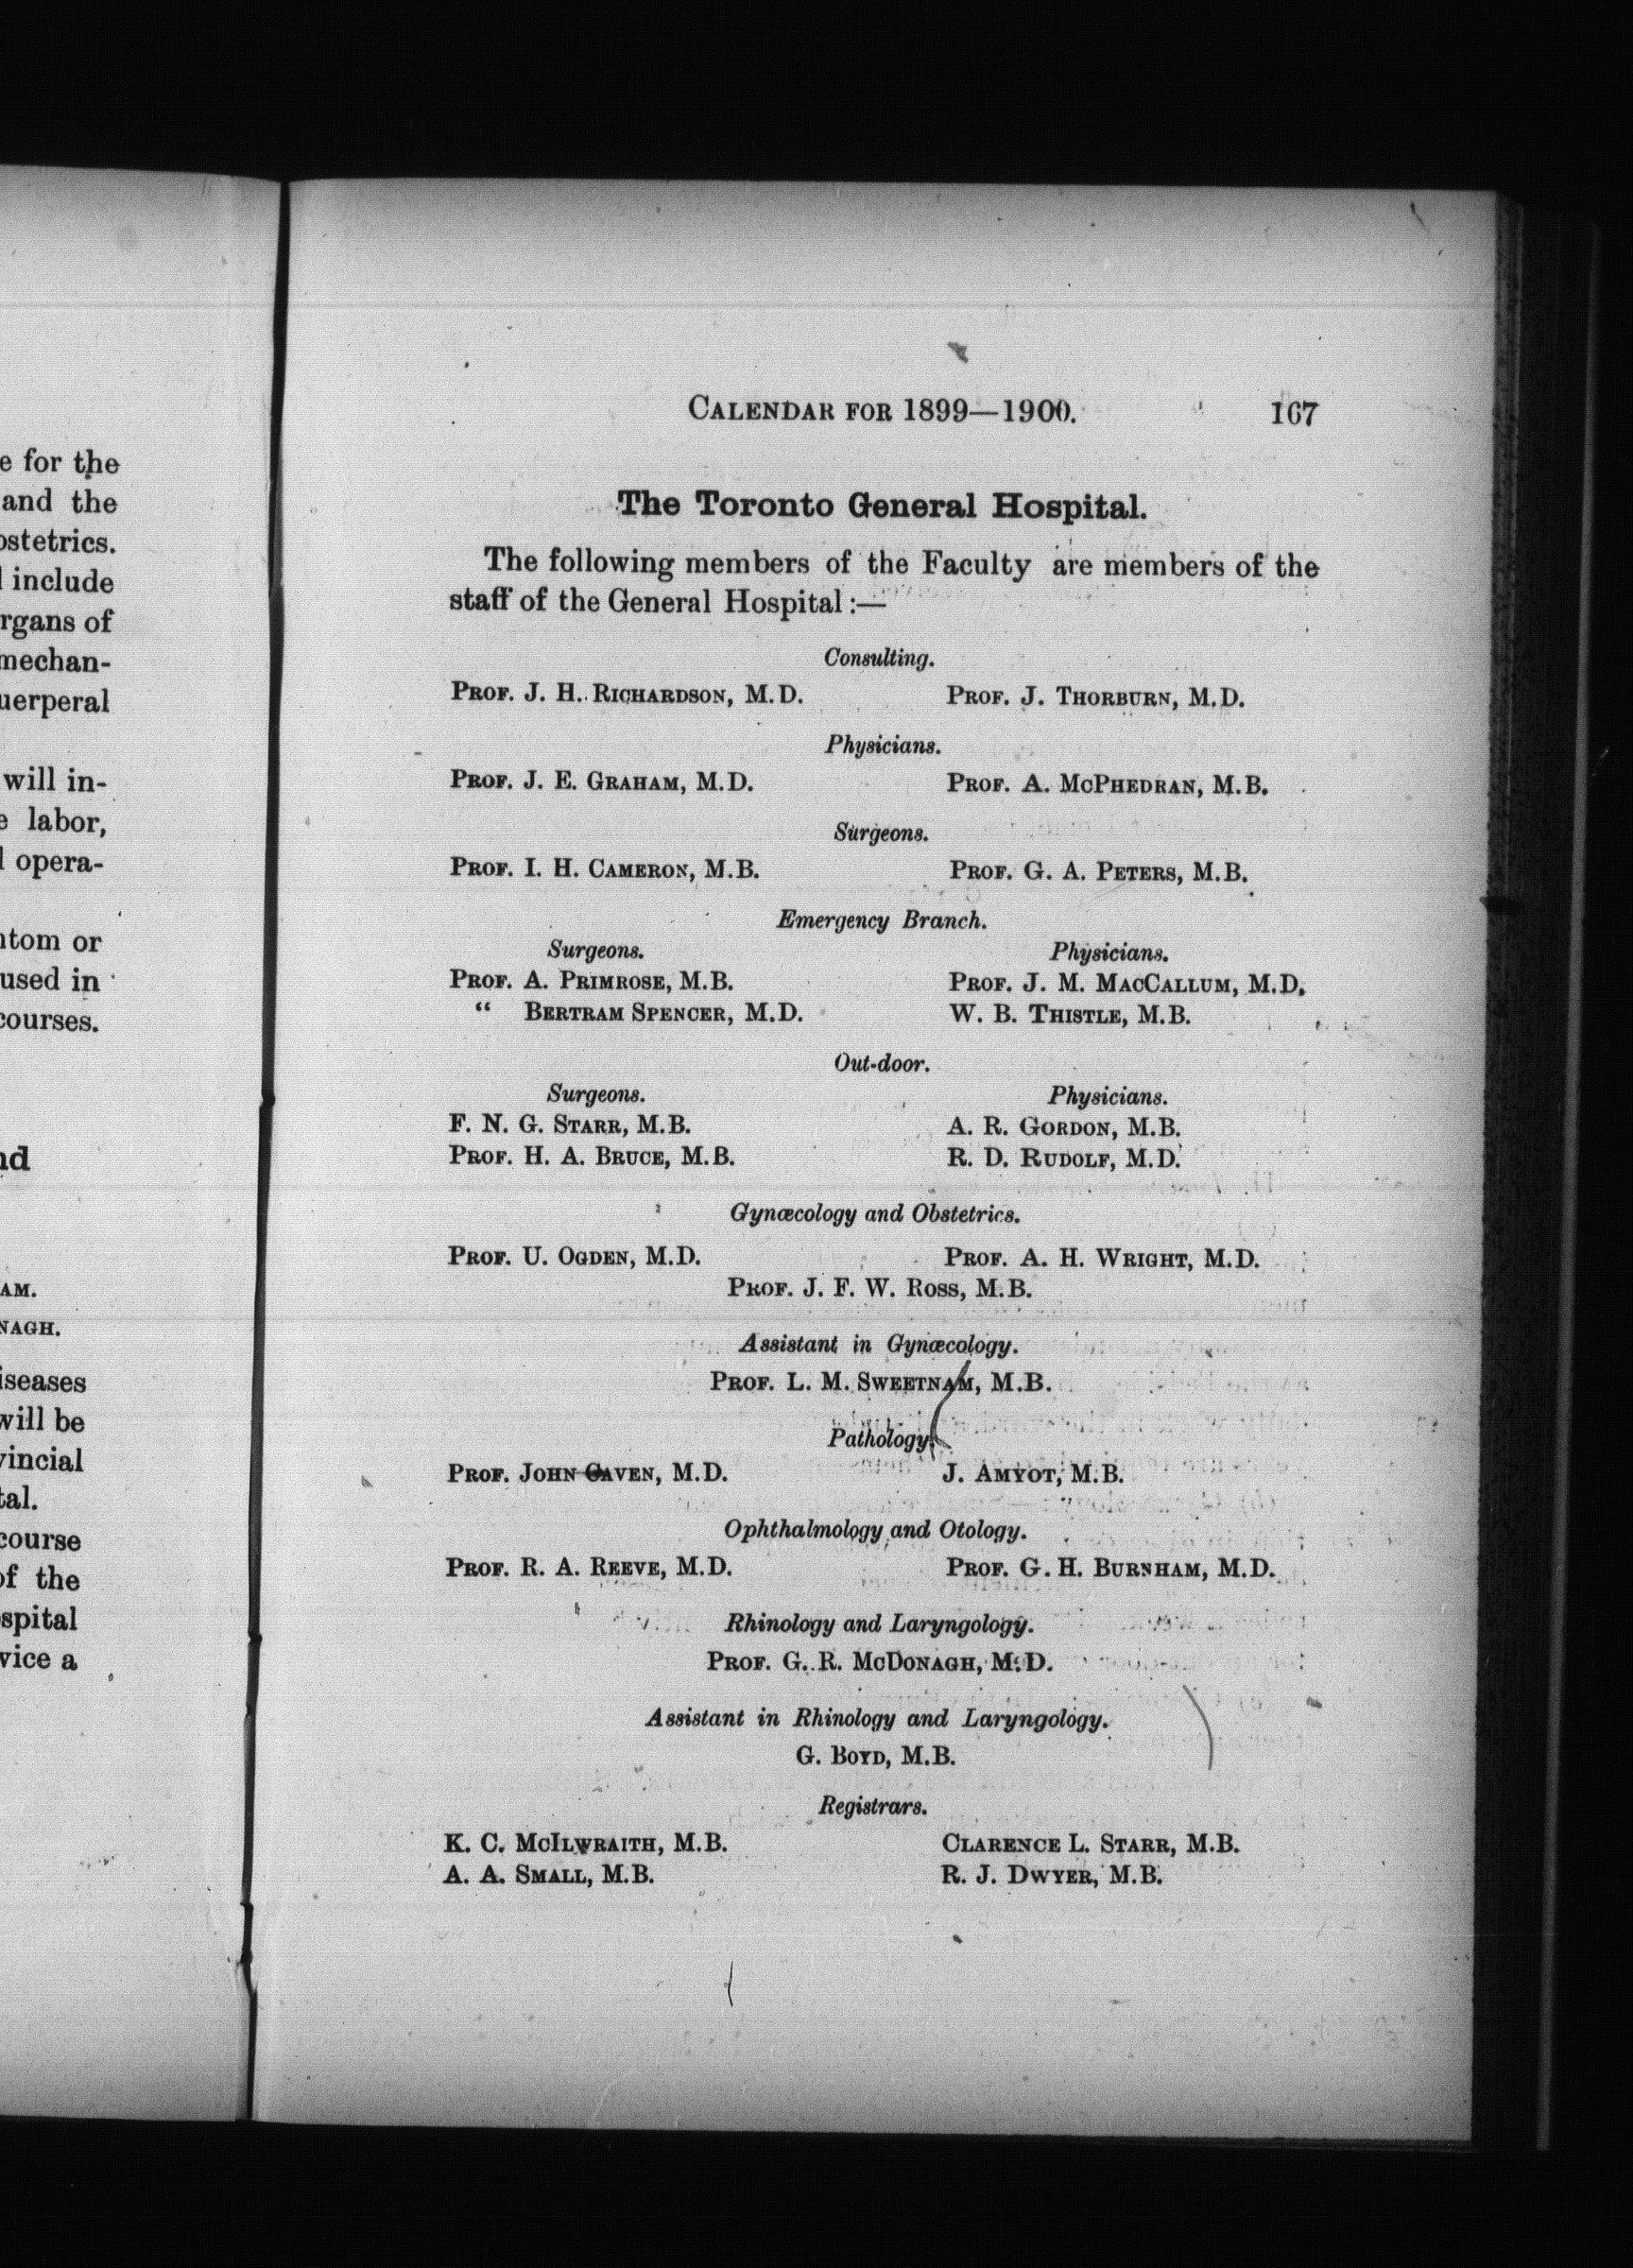 e for the
and the
ostetrics.
include
rgans of
mechan-
uerperal
will in-
e labor,
opera-
ntom or
used in
courses.
nd
AM.
NAGH.
iseases
will be
vincial
tal.
course
of the
spital
vice a
CALENDAR FOR 1899—1900. 167
The Toronto General Hospital.
The following members of the Faculty are members of the
staff of the General Hospital:—
Consulting.
PROF. J. H. RICHARDSON, M.D. PROF. J. THORBURN, M.D.
Physicians.
PROF. J. E. GRAHAM, M.D. PROF. A. MCPHEDRAN, M.B.
Surgeons.
PROF. I. H. CAMERON, M.B. PROF. G. A. PETERS, M.B.
Emergency Branch.
Surgeons. Physicians.
PROF. A. PRIMROSE, M.B. PROF. J. M. MACCALLUM, M.D.
“ BERTRAM SPENCER, M.D. W. B. THISTLE, M.B.
Out-door.
Surgeons. Physicians.
F. N. G. STARR, M.B. A. R. GORDON, M.B.
PROF. H. A. BRUCE, M.B. R. D. RUDOLF, M.D.
Gynæcology and Obstetrics.
PROF. U. OGDEN, M.D. PROF. A. H. WRIGHT, M.D.
PROF. J. F. W. ROSS, M.B.
Assistant in Gynæcology.
PROF. L. M. SWEETNAM, M.B.
Pathology.
PROF. JOHN CAVEN, M.D. J. AMYOT, M.B.
Ophthalmology and Otology.
PROF. R. A. REEVE, M.D. PROF. G. H. BURNHAM, M.D.
Rhinology and Laryngology.
PROF. G. R. MCDONAGH, M.D.
Assistant in Rhinology and Laryngology.
G. BOYD, M.B.
Registrars.
K. C. MCILWRAITH, M.B. CLARENCE L. STARR, M.B.
A. A. SMALL, M.B. R. J. DWYER, M.B.